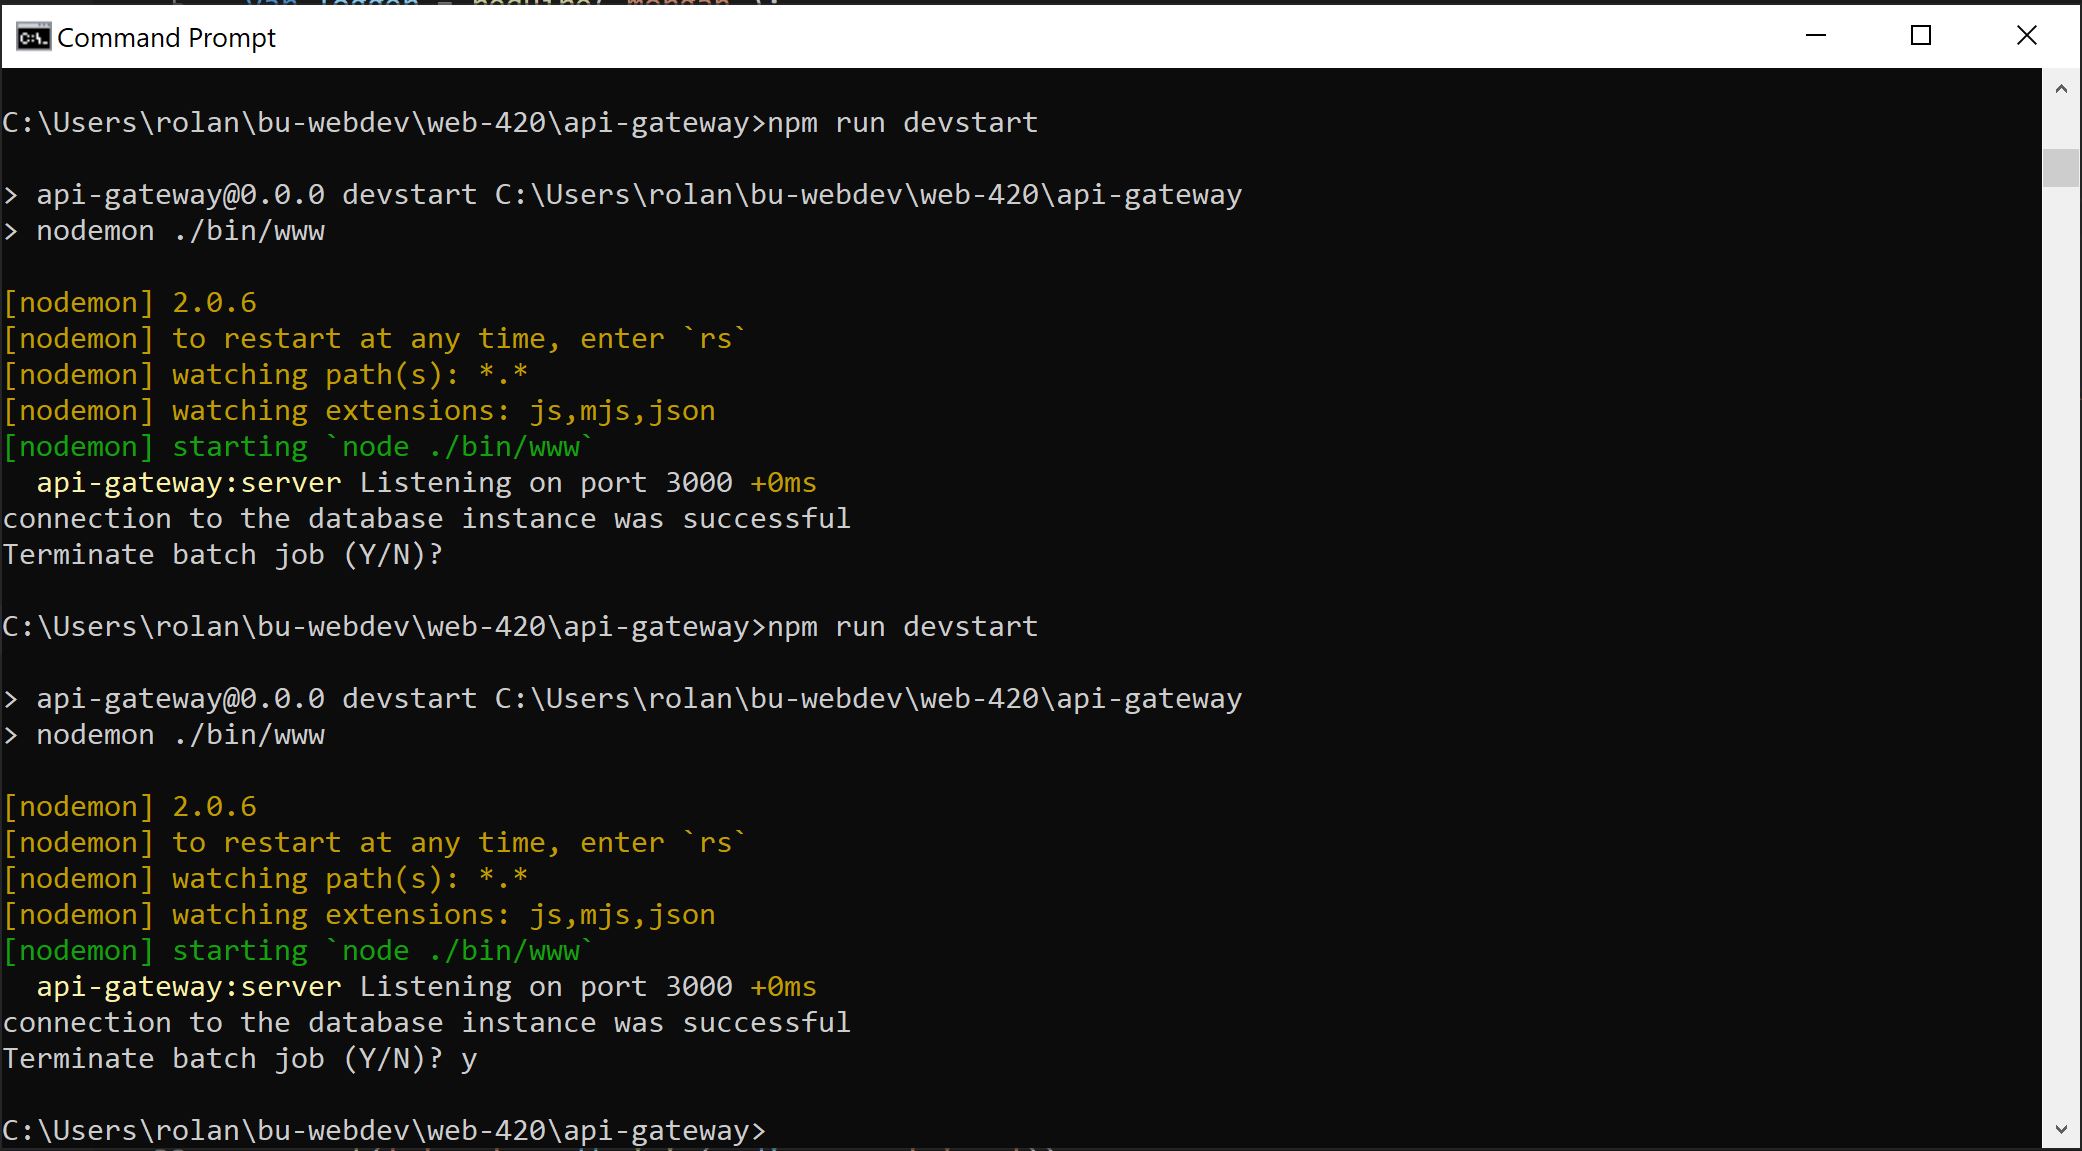 Command Prompt
C:\Users\rolan\bu-webdev\web-420\api-gateway>npm run devstart
> api-gateway@0.0.0 devstart C:\Users\rolan\bu-webdev\web-420\api-gateway
> nodemon ./bin/www
[nodemon] 2.0.6
[nodemon] to restart at any time, enter `rs`
[nodemon] watching path(s): *.*
[nodemon] watching extensions: js,mjs,json
[nodemon] starting `node ./bin/www`
  api-gateway:server Listening on port 3000 +0ms
connection to the database instance was successful
Terminate batch job (Y/N)?
C:\Users\rolan\bu-webdev\web-420\api-gateway>npm run devstart
> api-gateway@0.0.0 devstart C:\Users\rolan\bu-webdev\web-420\api-gateway
> nodemon ./bin/www
[nodemon] 2.0.6
[nodemon] to restart at any time, enter `rs`
[nodemon] watching path(s): *.*
[nodemon] watching extensions: js,mjs,json
[nodemon] starting `node ./bin/www`
  api-gateway:server Listening on port 3000 +0ms
connection to the database instance was successful
Terminate batch job (Y/N)? y
C:\Users\rolan\bu-webdev\web-420\api-gateway>